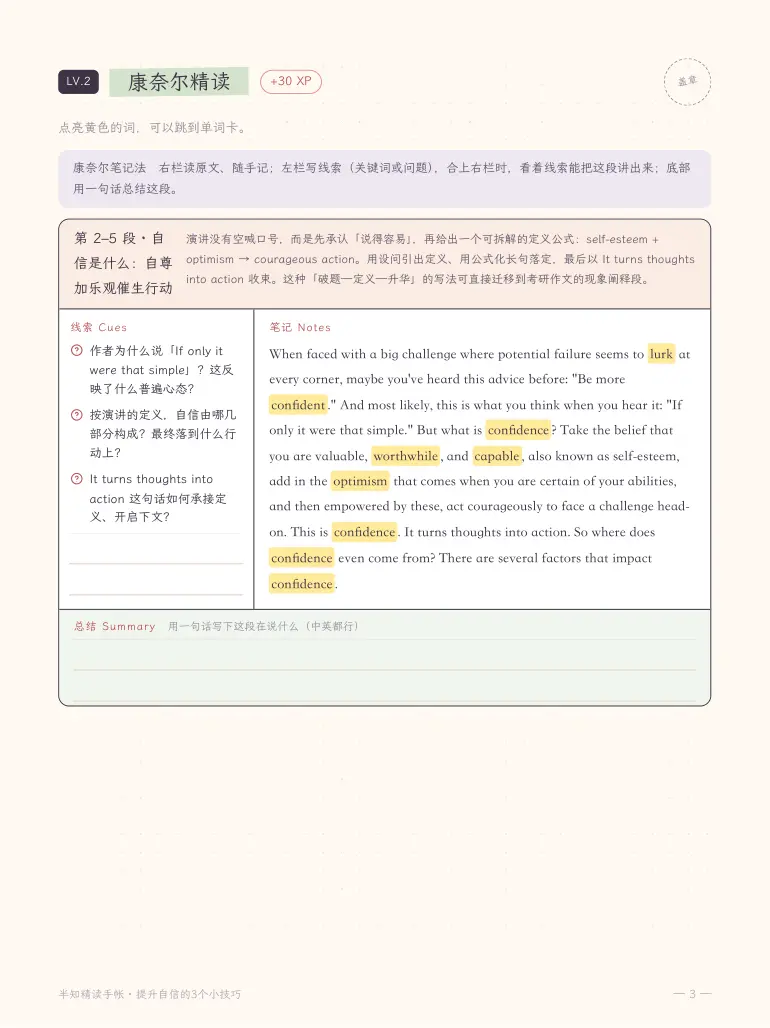 LV.2 康奈尔精读 +30 XP 盖章
点亮黄色的词，可以跳到单词卡。
康奈尔笔记法 右栏读原文、随手记；左栏写线索（关键词或问题），合上右栏时，看着线索能把这段讲出来；底部
用一句话总结这段。
第 2–5 段・自
信是什么：自尊
加乐观催生行动
演讲没有空喊口号，而是先承认「说得容易」，再给出一个可拆解的定义公式：self-esteem +
optimism → courageous action。用设问引出定义、用公式化长句落定，最后以 It turns thoughts
into action 收束。这种「破题—定义—升华」的写法可直接迁移到考研作文的现象阐释段。
线索 Cues
作者为什么说「If only it
were that simple」？这反
映了什么普遍心态？
按演讲的定义，自信由哪几
部分构成？最终落到什么行
动上？
It turns thoughts into
action 这句话如何承接定
义、开启下文？
笔记 Notes
When faced with a big challenge where potential failure seems to lurk at
every corner, maybe you've heard this advice before: "Be more
confident." And most likely, this is what you think when you hear it: "If
only it were that simple." But what is confidence? Take the belief that
you are valuable, worthwhile, and capable, also known as self-esteem,
add in the optimism that comes when you are certain of your abilities,
and then empowered by these, act courageously to face a challenge head-
on. This is confidence. It turns thoughts into action. So where does
confidence even come from? There are several factors that impact
confidence.
总结 Summary 用一句话写下这段在说什么（中英都行）
半知精读手帐・提升自信的3个小技巧
— 3 —